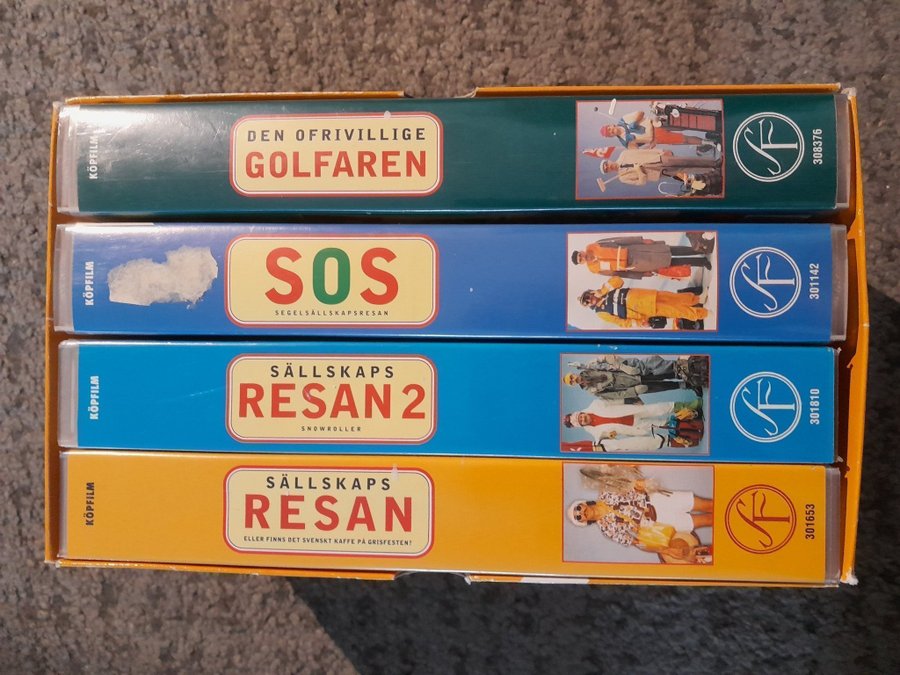 KÖPFILM
DEN OFRIVILLIGE
GOLFAREN
SF
308376
KÖPFILM
SOS
SEGELSÄLLSKAPSRESAN
SF
301142
KÖPFILM
SÄLLSKAPS
RESAN 2
SNOWROLLER
SF
301810
KÖPFILM
SÄLLSKAPS
RESAN
ELLER FINNS DET SVENSKT KAFFE PÅ GRISFESTEN?
SF
301653